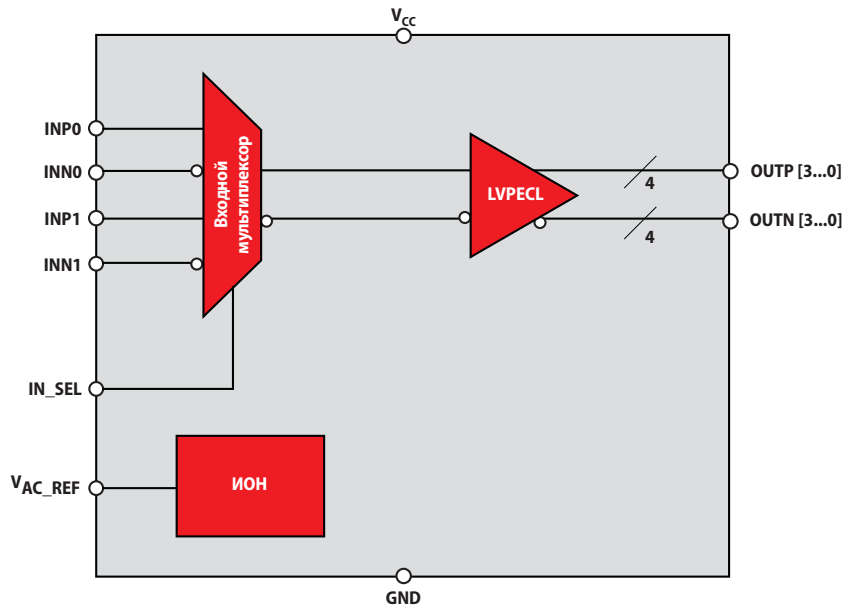 VCC
INP0
INN0
INP1
INN1
IN_SEL
VAC_REF
Входной
мультиплексор
LVPECL
4
4
OUTP [3...0]
OUTN [3...0]
ИОН
GND